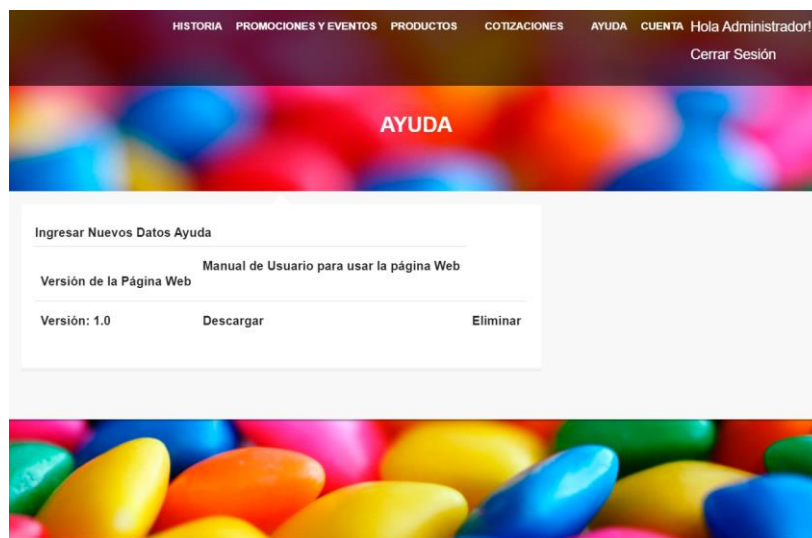 HISTORIA PROMOCIONES Y EVENTOS PRODUCTOS COTIZACIONES AYUDA CUENTA Hola Administrador!
Cerrar Sesión
AYUDA
Ingresar Nuevos Datos Ayuda
Manual de Usuario para usar la página Web
Versión de la Página Web
Versión: 1.0 Descargar Eliminar